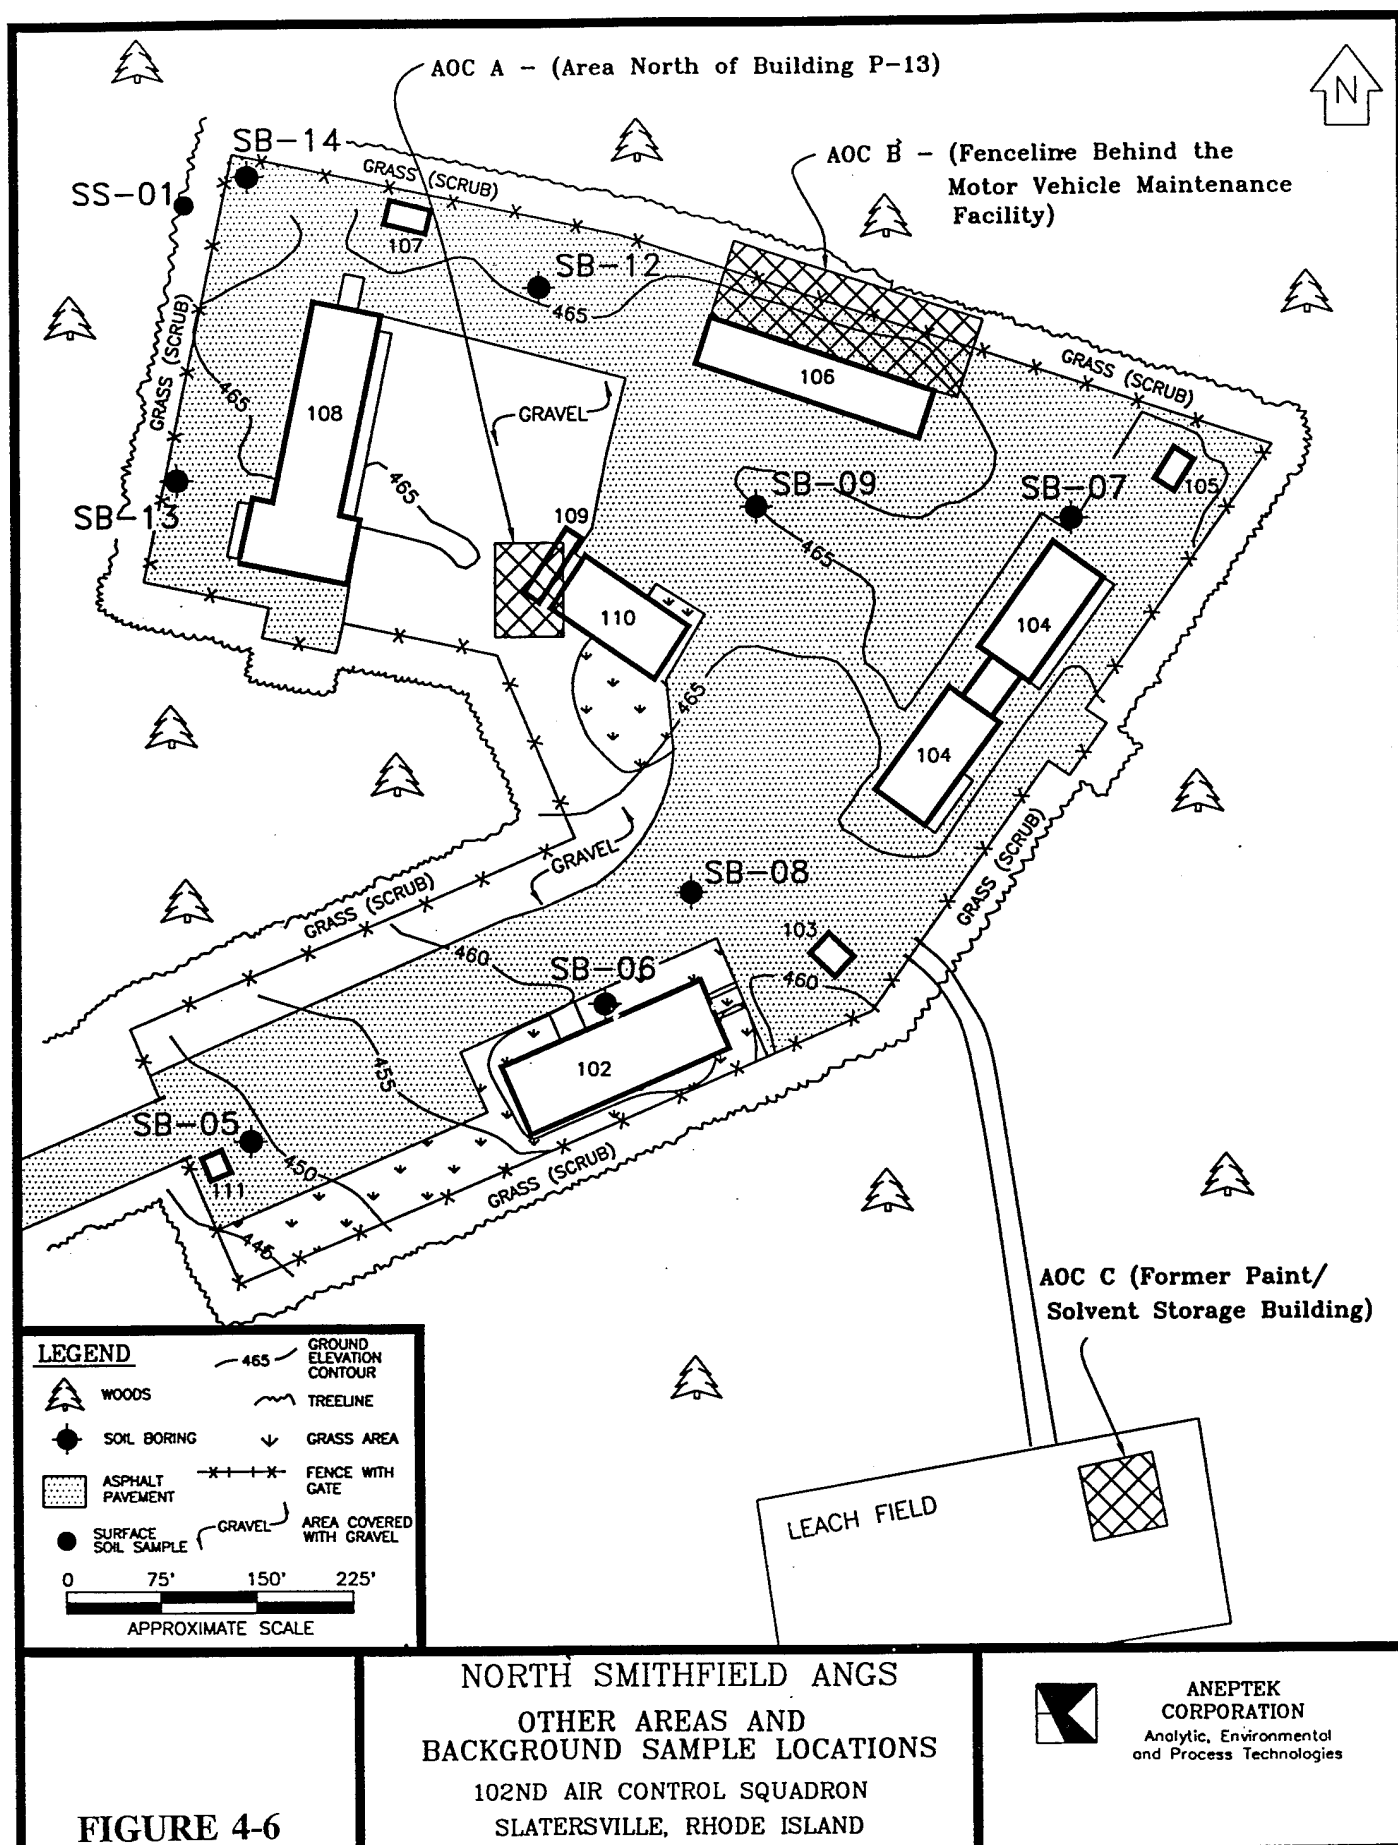 AOC A - (Area North of Building P-13)
N
AOC B - (Fenceline Behind the
Motor Vehicle Maintenance
Facility)
SB-14
SS-01
GRASS (SCRUB)
107
SB-12
465
GRASS (SCRUB)
106
GRASS (SCRUB)
465
108
GRAVEL
SB-09
SB-07
105
SB-13
465
109
465
110
104
465
104
GRAVEL
SB-08
GRASS (SCRUB)
GRASS (SCRUB)
103
460
SB-06
460
455
102
SB-05
450
111
GRASS (SCRUB)
445
AOC C (Former Paint/
Solvent Storage Building)
LEACH FIELD
LEGEND
465
GROUND
ELEVATION
CONTOUR
WOODS
TREELINE
SOIL BORING
GRASS AREA
ASPHALT
PAVEMENT
FENCE WITH
GATE
SURFACE
SOIL SAMPLE
GRAVEL
AREA COVERED
WITH GRAVEL
0 75' 150' 225'
APPROXIMATE SCALE
FIGURE 4-6
NORTH SMITHFIELD ANGS
OTHER AREAS AND
BACKGROUND SAMPLE LOCATIONS
102ND AIR CONTROL SQUADRON
SLATERSVILLE, RHODE ISLAND
ANEPTEK
CORPORATION
Analytic, Environmental
and Process Technologies